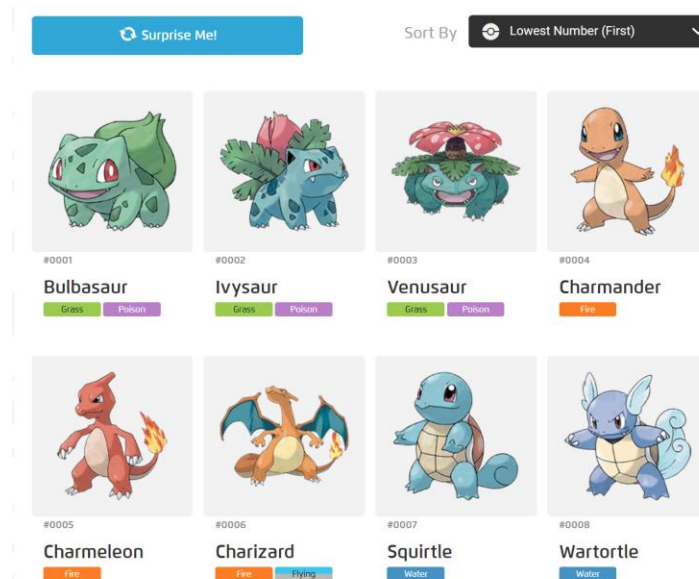 Surprise Me!
Sort By
Lowest Number (First)
#0001
Bulbasaur
Grass
Poison
#0002
Ivysaur
Grass
Poison
#0003
Venusaur
Grass
Poison
#0004
Charmander
Fire
#0005
Charmeleon
Fire
#0006
Charizard
Fire
Flying
#0007
Squirtle
Water
#0008
Wartortle
Water